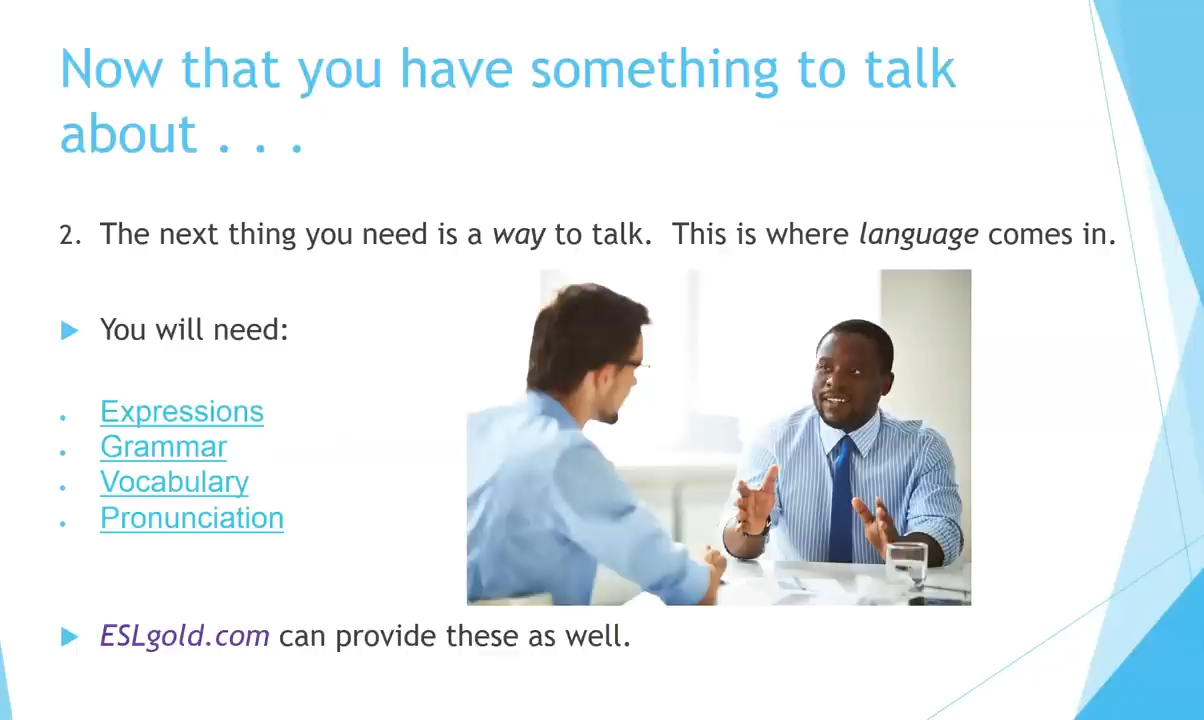 Now that you have something to talk
about . . .
2. The next thing you need is a way to talk. This is where language comes in.
You will need:
Expressions
Grammar
Vocabulary
Pronunciation
ESLgold.com can provide these as well.